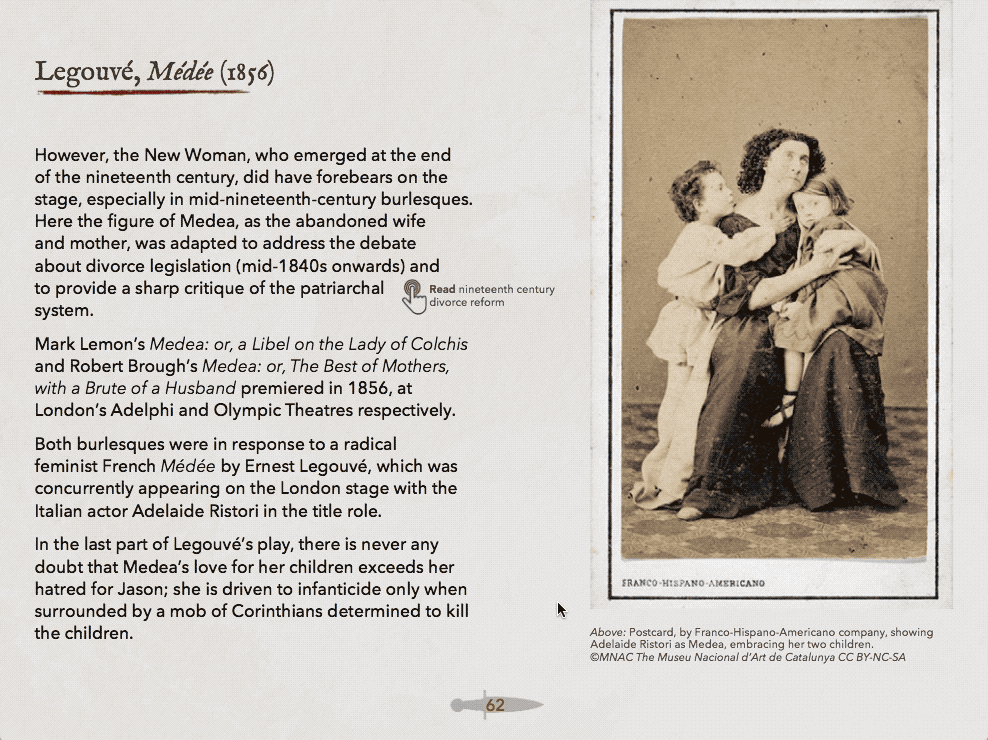 Legouvé, Médée (1856)
However, the New Woman, who emerged at the end
of the nineteenth century, did have forebears on the
stage, especially in mid-nineteenth-century burlesques.
Here the figure of Medea, as the abandoned wife
and mother, was adapted to address the debate
about divorce legislation (mid-1840s onwards) and
to provide a sharp critique of the patriarchal
system.
Read nineteenth century
divorce reform
Mark Lemon’s Medea: or, a Libel on the Lady of Colchis
and Robert Brough’s Medea: or, The Best of Mothers,
with a Brute of a Husband premiered in 1856, at
London’s Adelphi and Olympic Theatres respectively.
Both burlesques were in response to a radical
feminist French Médée by Ernest Legouvé, which was
concurrently appearing on the London stage with the
Italian actor Adelaide Ristori in the title role.
In the last part of Legouvé’s play, there is never any
doubt that Medea’s love for her children exceeds her
hatred for Jason; she is driven to infanticide only when
surrounded by a mob of Corinthians determined to kill
the children.
FRANCO-HISPANO-AMERICANO
Above: Postcard, by Franco-Hispano-Americano company, showing
Adelaide Ristori as Medea, embracing her two children.
©MNAC The Museu Nacional d’Art de Catalunya CC BY-NC-SA
62